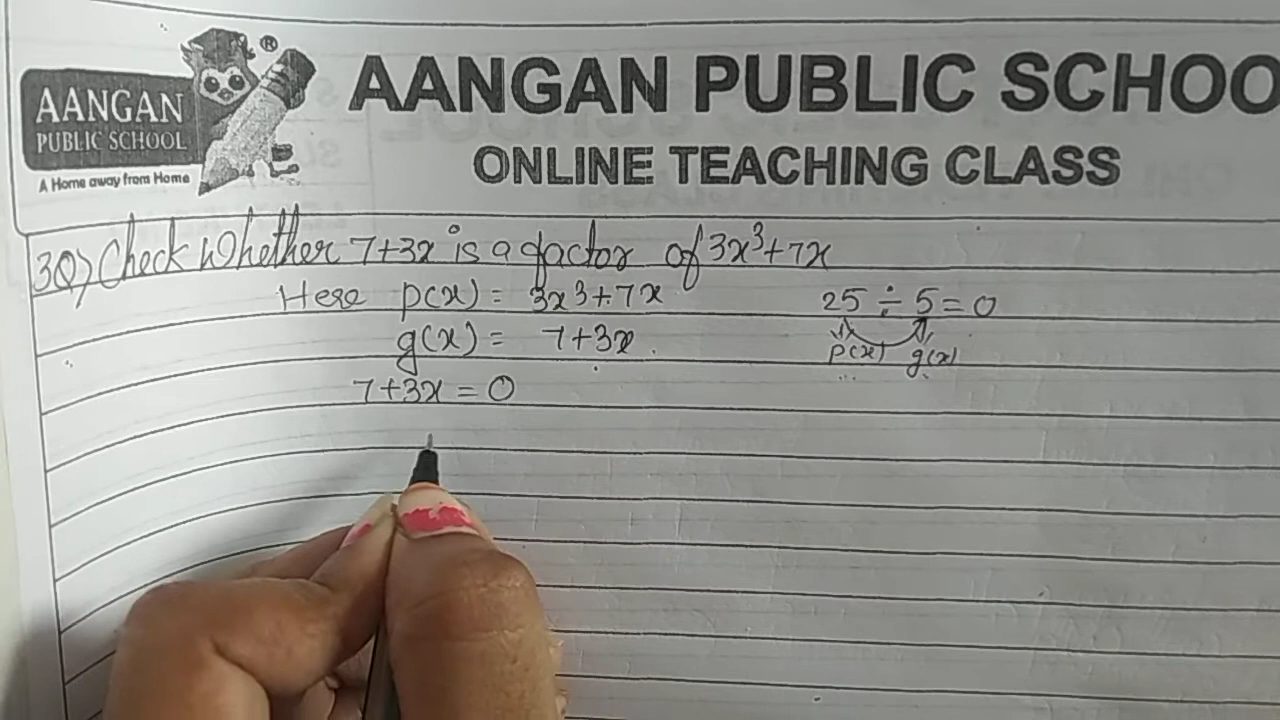 AANGAN
PUBLIC SCHOOL
A Home away from Home
®
AANGAN PUBLIC SCHOO
ONLINE TEACHING CLASS
3Q) Check Whether 7+3x is a factor of 3x³+7x
Here p(x) = 3x³+7x
25 ÷ 5 = 0
g(x) = 7+3x.
p(x) g(x)
7+3x = 0